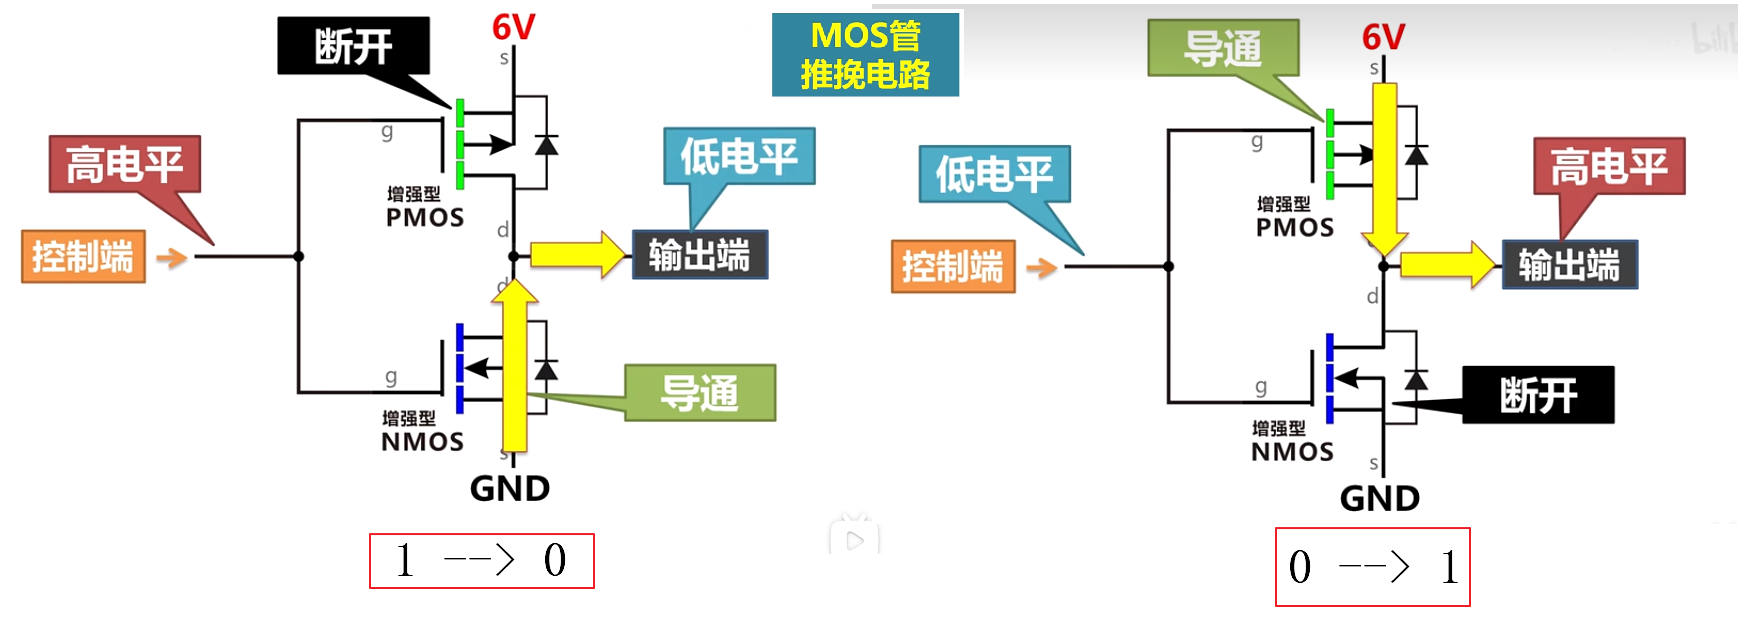 MOS管
推挽电路
断开
6V
s
g
高电平
增强型
PMOS
低电平
控制端
d
输出端
d
g
导通
增强型
NMOS
s
GND
1 --> 0
导通
6V
s
g
低电平
增强型
PMOS
高电平
控制端
输出端
d
g
断开
增强型
NMOS
s
GND
0 --> 1